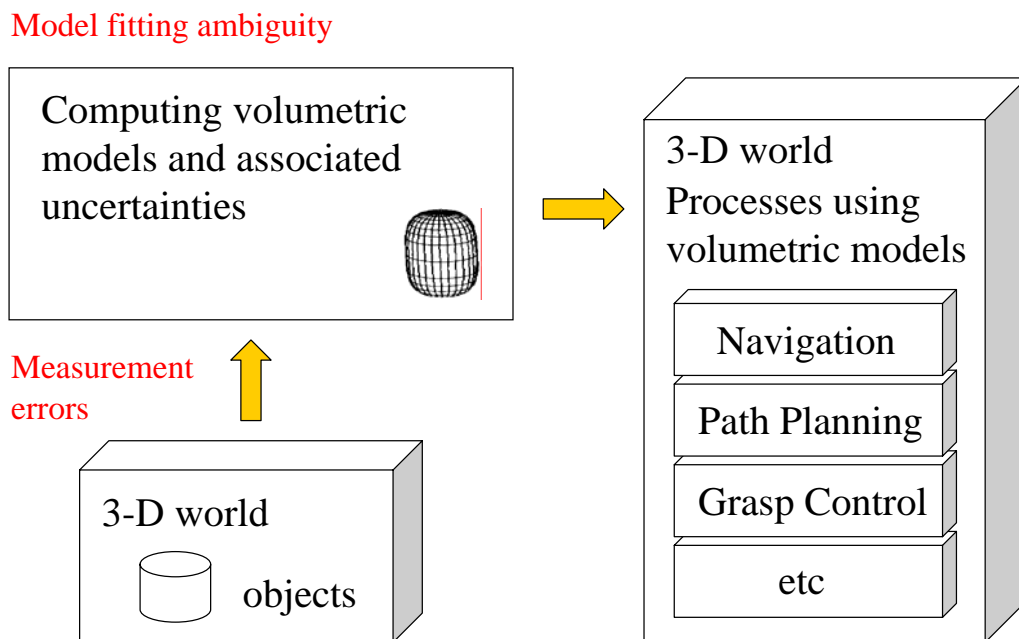 Model fitting ambiguity
Computing volumetric
models and associated
uncertainties
Measurement
errors
3-D world
objects
3-D world
Processes using
volumetric models
Navigation
Path Planning
Grasp Control
etc